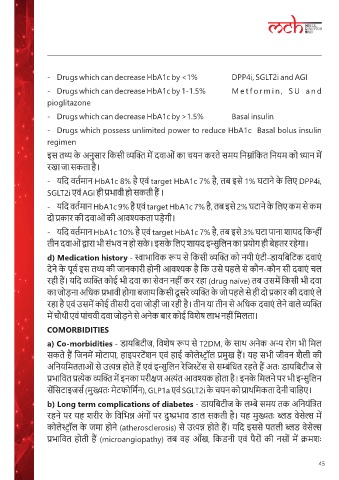 mch
- Drugs which can decrease HbA1c by <1% DPP4i, SGLT2i and AGI
- Drugs which can decrease HbA1c by 1-1.5% Metformin, SU and
pioglitazone
- Drugs which can decrease HbA1c by >1.5% Basal insulin
- Drugs which possess unlimited power to reduce HbA1c Basal bolus insulin
regimen
इस तथ्य के अनुसार किसी व्यक्ति में दवाओं का चयन करते समय निम्नांकित नियम को ध्यान में
रखा जा सकता है।
- यदि वर्तमान HbA1c 8% है एवं target HbA1c 7% है, तब इसे 1% घटाने के लिए DPP4i,
SGLT2i एवं AGI ही प्रभावी हो सकती हैं ।
- यदि वर्तमान HbA1c 9% है एवं target HbA1c 7% है, तब इसे 2% घटाने के लिए कम से कम
दो प्रकार की दवाओं की आवश्यकता पड़ेगी।
- यदि वर्तमान HbA1c 10% है एवं target HbA1c 7% है, तब इसे 3% घटा पाना शायद किन्हीं
तीन दवाओं द्वारा भी संभव न हो सके। इसके लिए शायद इन्सुलिन का प्रयोग ही बेहतर रहेगा।
d) Medication history - स्वाभाविक रूप से किसी व्यक्ति को नयी एंटी-डायबिटिक दवाएं
देने के पूर्व इस तथ्य की जानकारी होनी आवश्यक है कि उसे पहले से कौन-कौन सी दवाएं चल
रही हैं। यदि व्यक्ति कोई भी दवा का सेवन नहीं कर रहा (drug naive) तब उसमें किसी भी दवा
का जोड़ना अधिक प्रभावी होगा बजाय किसी दूसरे व्यक्ति के जो पहले से ही दो प्रकार की दवाएं ले
रहा है एवं उसमें कोई तीसरी दवा जोड़ी जा रही है। तीन या तीन से अधिक दवाएं लेने वाले व्यक्ति
में चौथी एवं पांचवी दवा जोड़ने से अनेक बार कोई विशेष लाभ नहीं मिलता।
COMORBIDITIES
a) Co-morbidities - डायबिटीज, विशेष रूप से T2DM, के साथ अनेक अन्य रोग भी मिल
सकते हैं जिनमें मोटापा, हाइपरटेंशन एवं हाई कोलेस्ट्रॉल प्रमुख हैं। यह सभी जीवन शैली की
अनियमितताओं से उत्पन्न होते हैं एवं इन्सुलिन रेजिस्टेंस से सम्बंधित रहते हैं अतः डायबिटीज से
प्रभावित प्रत्येक व्यक्ति में इनका परीक्षण अत्यंत आवश्यक होता है। इनके मिलने पर भी इन्सुलिन
सेंसिटाइजर्स (मुख्यतः मेटफोर्मिन), GLP1a एवं SGLT2i के चयन को प्राथमिकता देनी चाहिए।
b) Long term complications of diabetes - डायबिटीज के लम्बे समय तक अनियंत्रित
रहने पर यह शरीर के विभिन्न अंगों पर दुष्प्रभाव डाल सकती है। यह मुख्यतः ब्लड वेसेल्स में
कोलेस्ट्रॉल के जमा होने (atherosclerosis) से उत्पन्न होते हैं। यदि इससे पतली ब्लड वेसेल्स
प्रभावित होती हैं (microangiopathy) तब वह आँख, किडनी एवं पैरों की नसों में क्रमशः
45